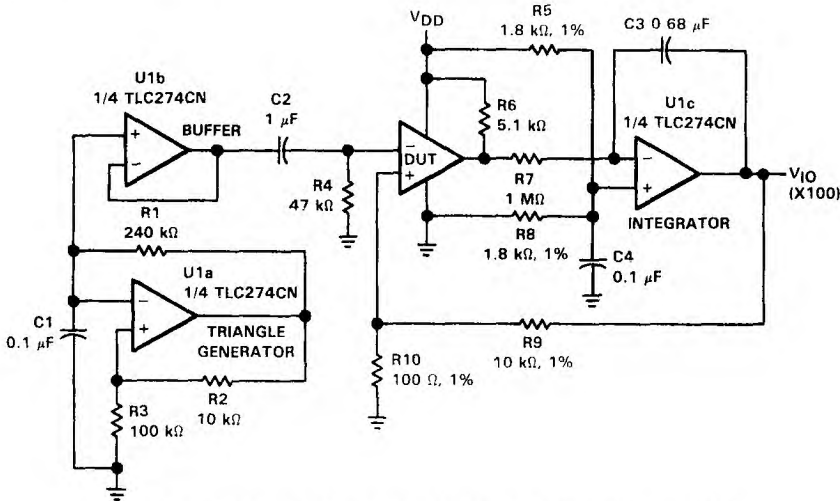 VDD
R5
1.8 kΩ, 1%
C3 0 68 μF
U1b
1/4 TLC274CN
BUFFER
C2
1 μF
R6
5.1 kΩ
U1c
1/4 TLC274CN
+
−
−
DUT
+
−
+
VIO
(X100)
R4
47 kΩ
R7
1 MΩ
INTEGRATOR
R1
240 kΩ
R8
1.8 kΩ, 1%
C4
0.1 μF
U1a
1/4 TLC274CN
C1
0.1 μF
−
+
TRIANGLE
GENERATOR
R9
10 kΩ, 1%
R10
100 Ω, 1%
R2
10 kΩ
R3
100 kΩ